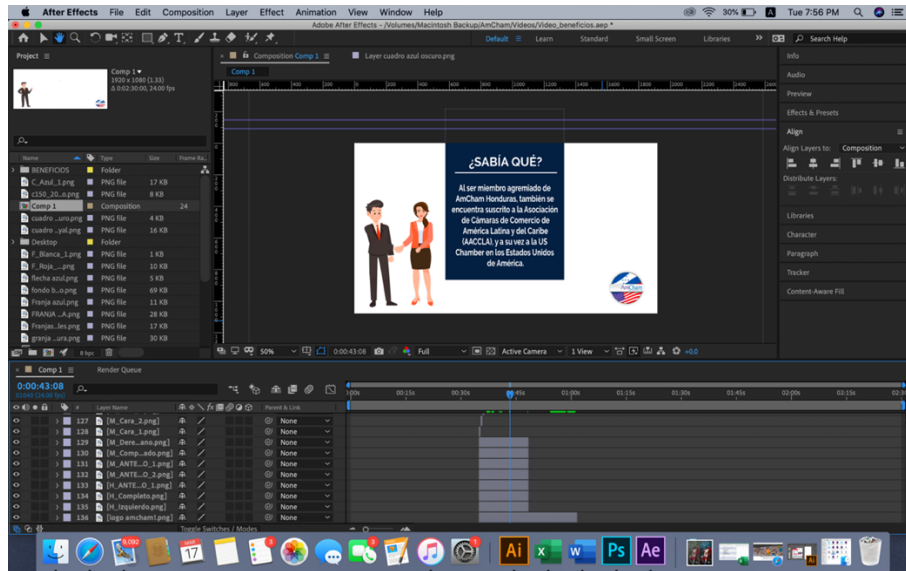 After Effects File Edit Composition Layer Effect Animation View Window Help
30% Tue 7:56 PM
Adobe After Effects - /Volumes/Macintosh Backup/AmCham/Videos/Video_beneficios.aep *
Default Learn Standard Small Screen Libraries Search Help
Project
Comp 1
1920 x 1080 (1.33)
Δ 0:02:30:00, 24.00 fps
Composition Comp 1
Layer cuadro azul oscuro.png
Comp 1
Info
Audio
Preview
Effects & Presets
Align
Align Layers to: Composition
Distribute Layers:
Libraries
Character
Paragraph
Tracker
Content-Aware Fill
Name Type Size Frame Ra...
BENEFICIOS Folder
C_Azul_1.png PNG file 17 KB
c150_20...o.png PNG file 8 KB
Comp 1 Composition 24
cuadro ...uro.png PNG file 4 KB
cuadro ...yal.png PNG file 16 KB
Desktop Folder
F_Blanca_1.png PNG file 1 KB
F_Roja_....png PNG file 10 KB
flecha azul.png PNG file 5 KB
fondo b...o.png PNG file 69 KB
Franja azul.png PNG file 11 KB
FRANJA ...A.png PNG file 28 KB
Franjas...les.png PNG file 17 KB
granja ...ura.png PNG file 30 KB
8 bpc
¿SABÍA QUÉ?
Al ser miembro agremiado de
AmCham Honduras, también se
encuentra suscrito a la Asociación
de Cámaras de Comercio de
América Latina y del Caribe
(AACCLA), y a su vez a la US
Chamber en los Estados Unidos
de América.
AmCham
50% 0:00:43:08 Full Active Camera 1 View +0.0
Comp 1 Render Queue
0:00:43:08
# Layer Name Parent & Link
00:15s 00:30s 00:45s 01:00s 01:15s 01:30s 01:45s 02:00s 02:15s
127 [M_Cara_2.png] None
128 [M_Cara_1.png] None
129 [M_Dere...ano.png] None
130 [M_Comp...ado.png] None
131 [M_ANTE...O_1.png] None
132 [M_ANTE...O_2.png] None
133 [H_ANTE...O_1.png] None
134 [H_Completo.png] None
135 [H_Izquierdo.png] None
136 [logo amcham!.png] None
Toggle Switches / Modes
9,092
MAR
17
Ai
X
W
Ps
Ae